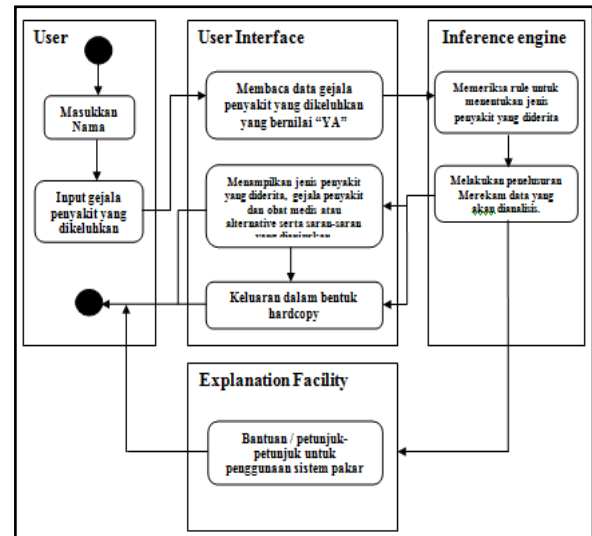 User
Masukkan
Nama
Input gejala
penyakit yang
dikeluhkan
User Interface
Membaca data gejala
penyakit yang dikeluhkan
yang bernilai “YA”
Menampilkan jenis penyakit
yang diderita, gejala penyakit
dan obat medis atau
alternative serta saran-saran
yang
Keluaran dalam bentuk
hardcopy
Inference engine
Memeriksa rule untuk
menentukan jenis
penyakit yang diderita
Melakukan penelusuran
Merekam data yang
akan dianalisis.
Explanation Facility
Bantuan / petunjuk-
petunjuk untuk
penggunaan sistem pakar